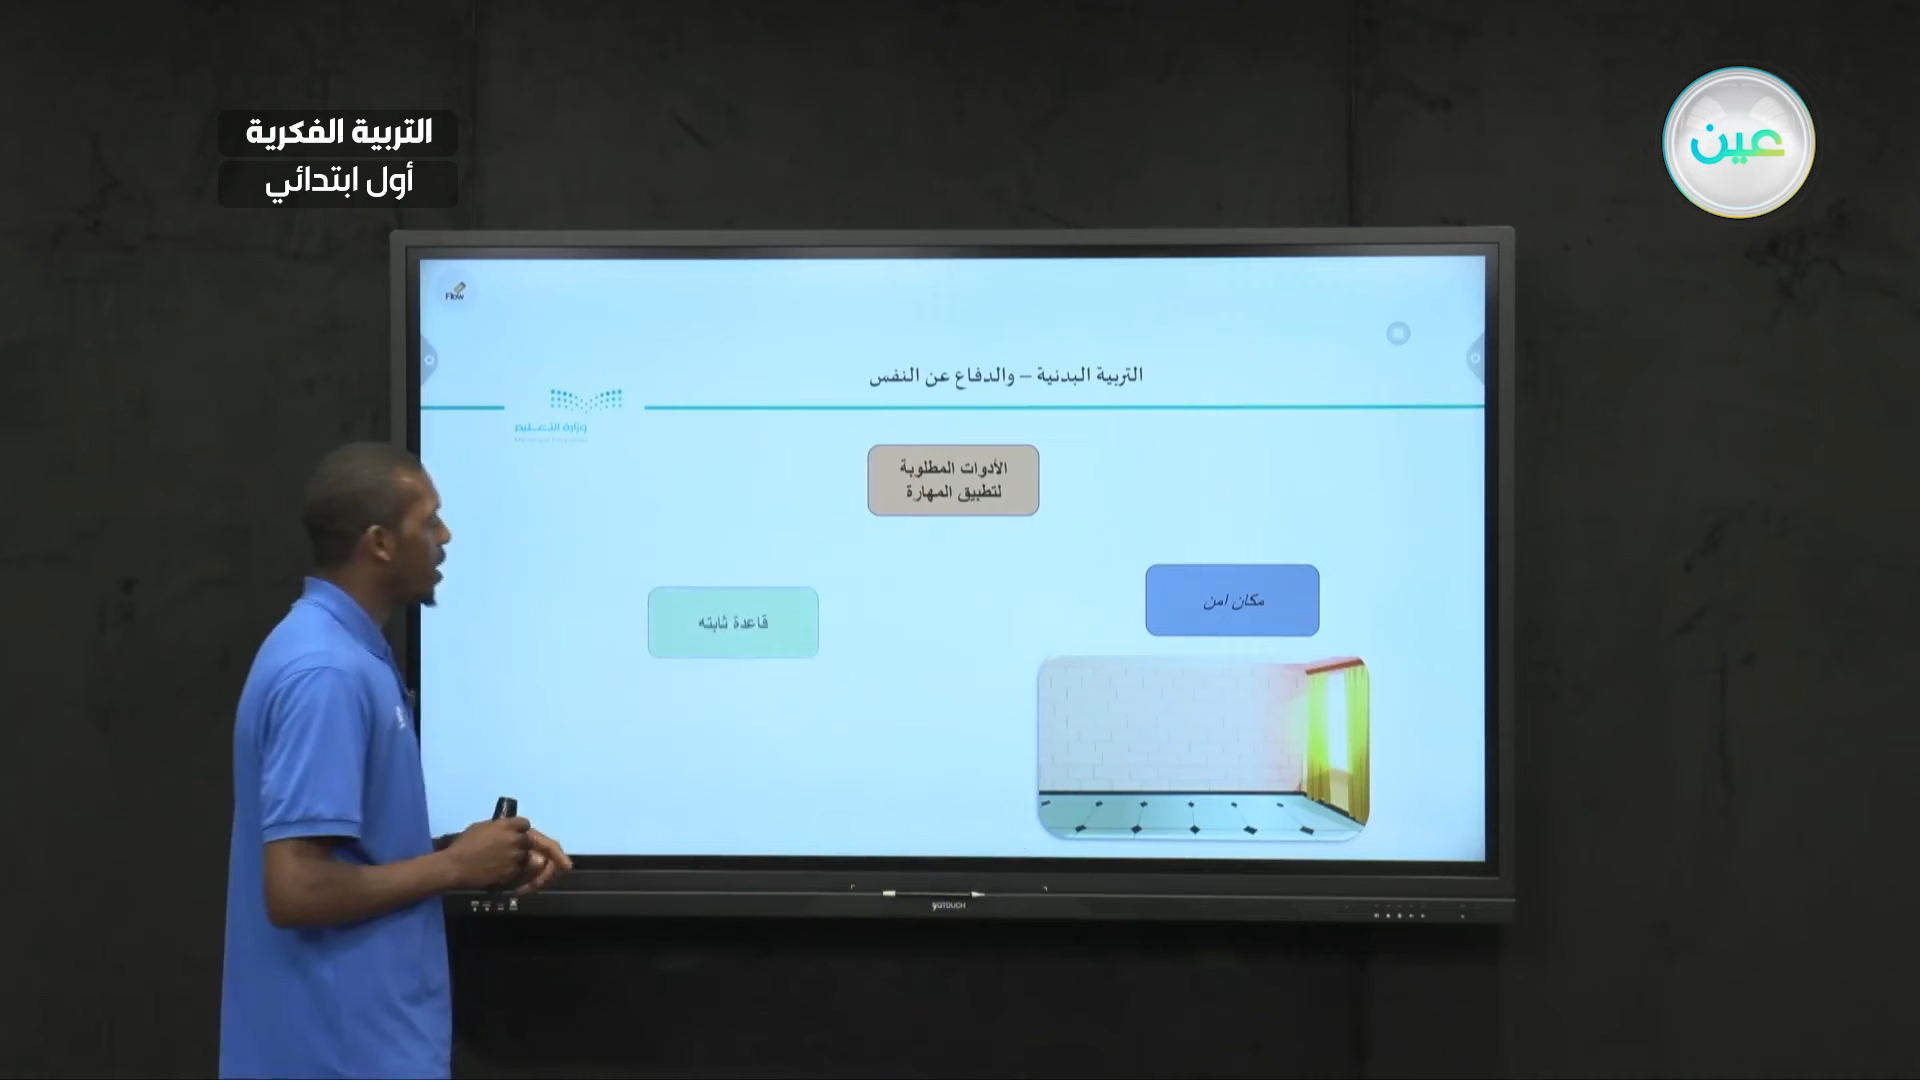 التربية الفكرية
أول ابتدائي
عين
Flow
التربية البدنية – والدفاع عن النفس
وزارة التعليم
الأدوات المطلوبة
لتطبيق المهارة
مكان امن
قاعدة ثابته